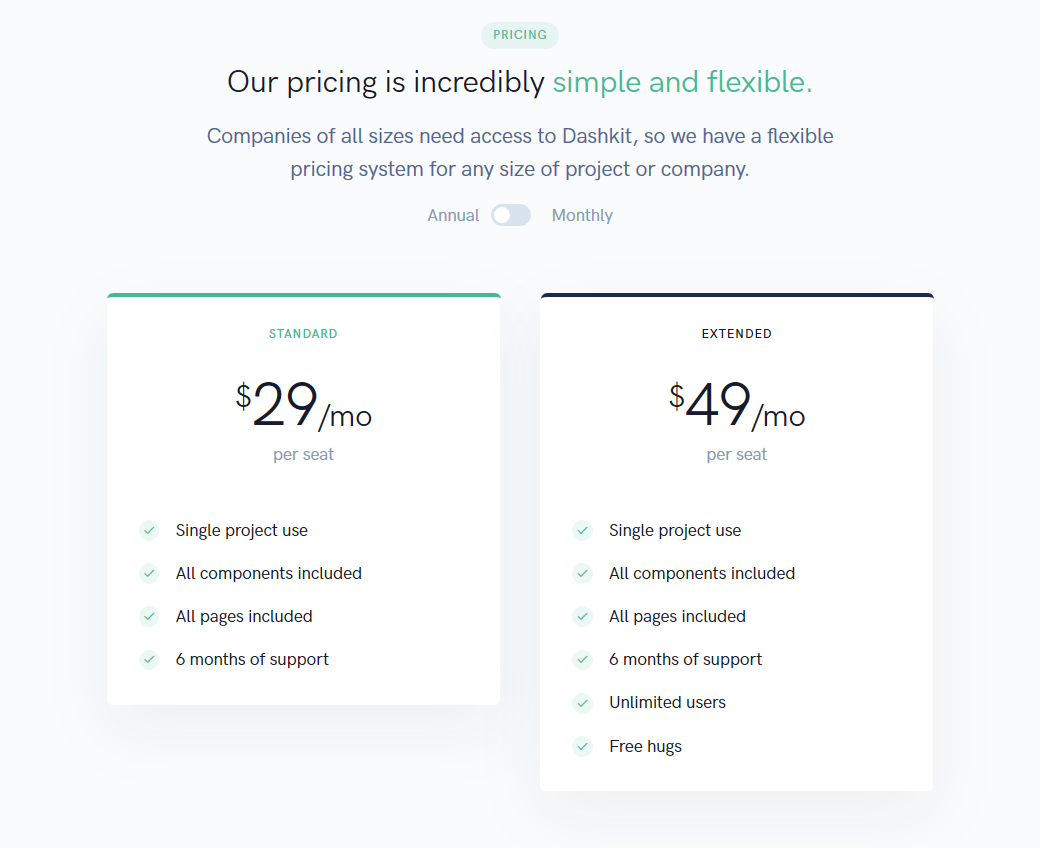 PRICING
Our pricing is incredibly simple and flexible.
Companies of all sizes need access to Dashkit, so we have a flexible
pricing system for any size of project or company.
Annual Monthly
STANDARD
$29/mo
per seat
Single project use
All components included
All pages included
6 months of support
EXTENDED
$49/mo
per seat
Single project use
All components included
All pages included
6 months of support
Unlimited users
Free hugs